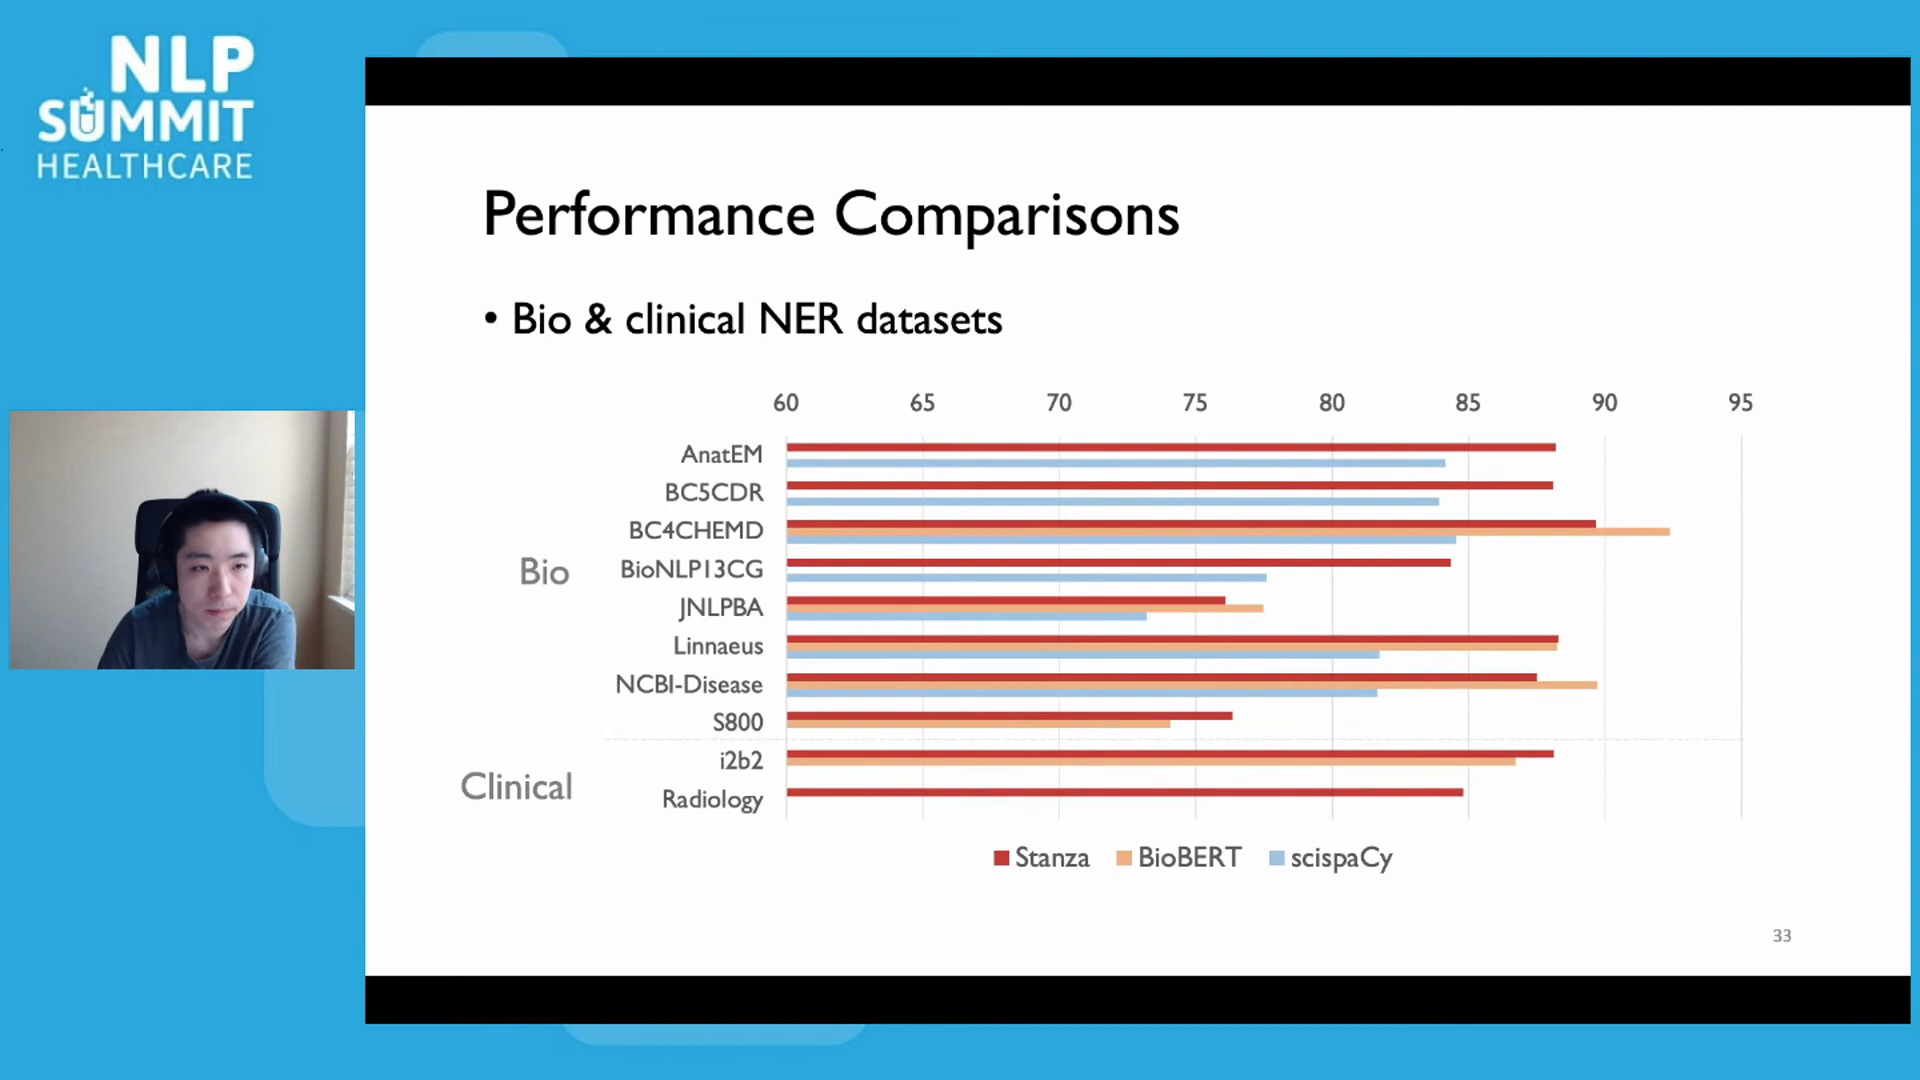 NLP
SUMMIT
HEALTHCARE
Performance Comparisons
• Bio & clinical NER datasets
60 65 70 75 80 85 90 95
AnatEM
BC5CDR
BC4CHEMD
BioNLP13CG
JNLPBA
Linnaeus
NCBI-Disease
S800
i2b2
Radiology
Bio
Clinical
Stanza BioBERT scispaCy
33